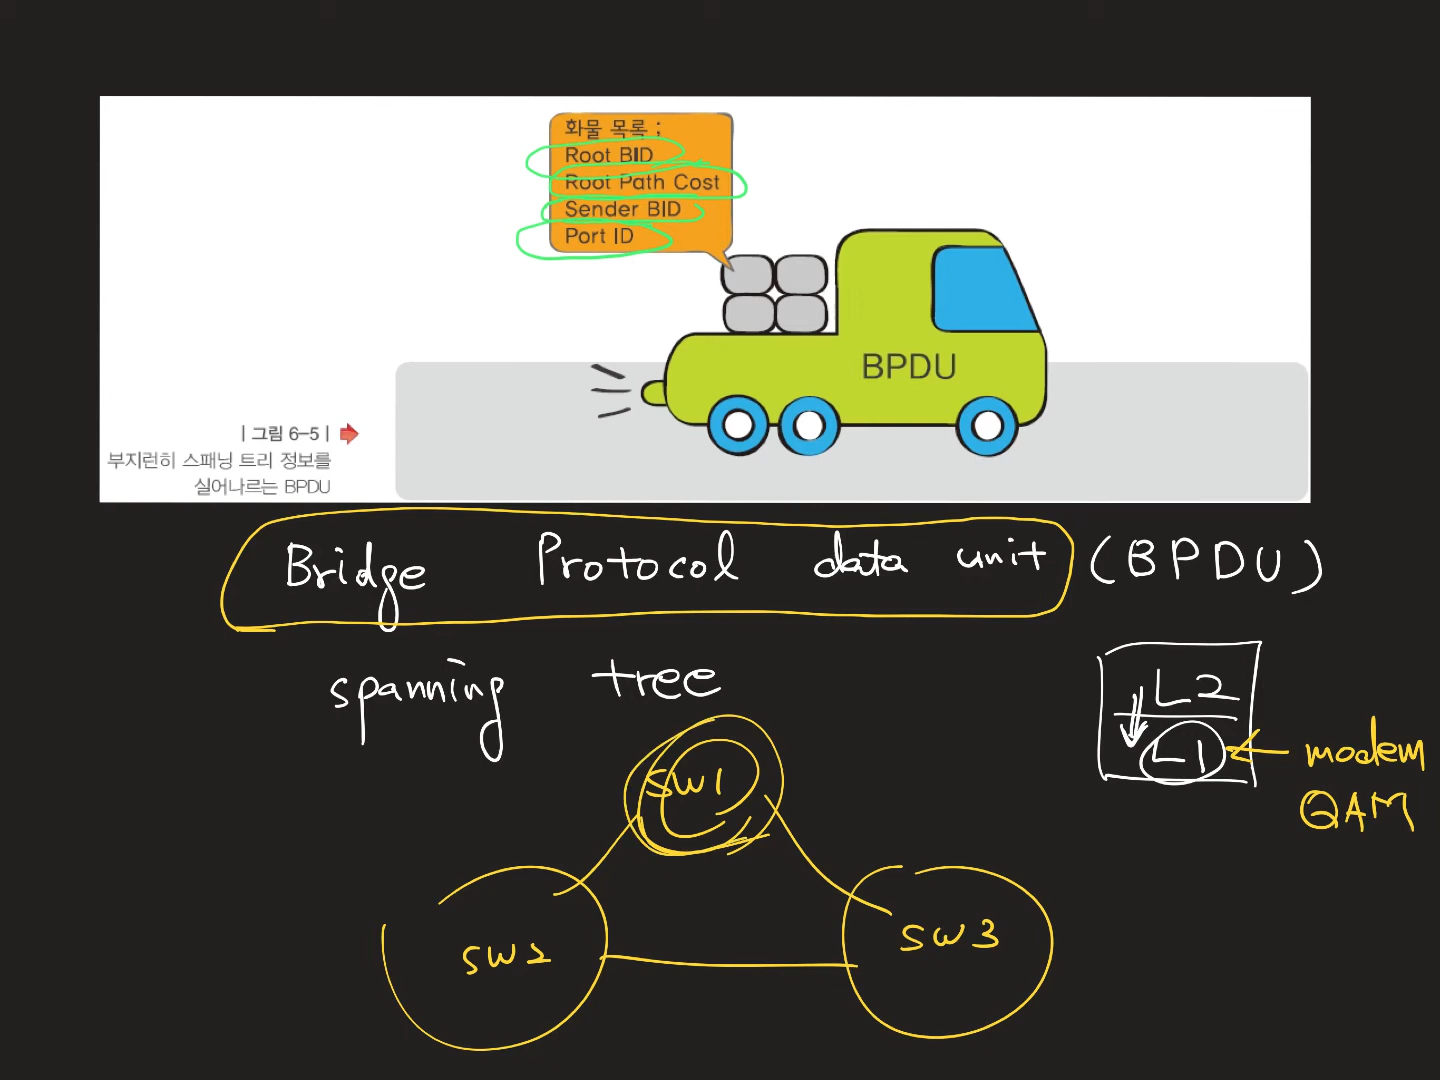 화물 목록 ;
Root BID
Root Path Cost
Sender BID
Port ID
BPDU
| 그림 6-5 |
부지런히 스패닝 트리 정보를
실어나르는 BPDU
Bridge Protocol data unit (BPDU)
spanning tree
L2
L1
modem
QAM
SW1
SW2
SW3